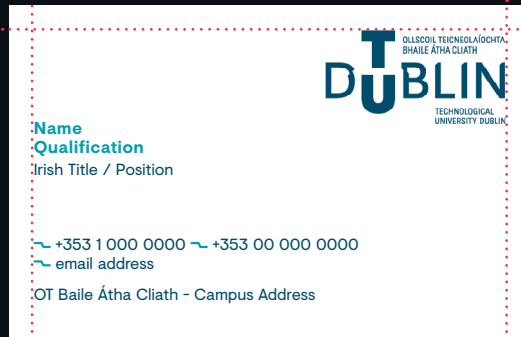 OLLSCOIL TEICNEOLAÍOCHTA
BHAILE ÁTHA CLIATH
TU DUBLIN
TECHNOLOGICAL
UNIVERSITY DUBLIN
Name
Qualification
Irish Title / Position
+353 1 000 0000 +353 00 000 0000
email address
OT Baile Átha Cliath - Campus Address